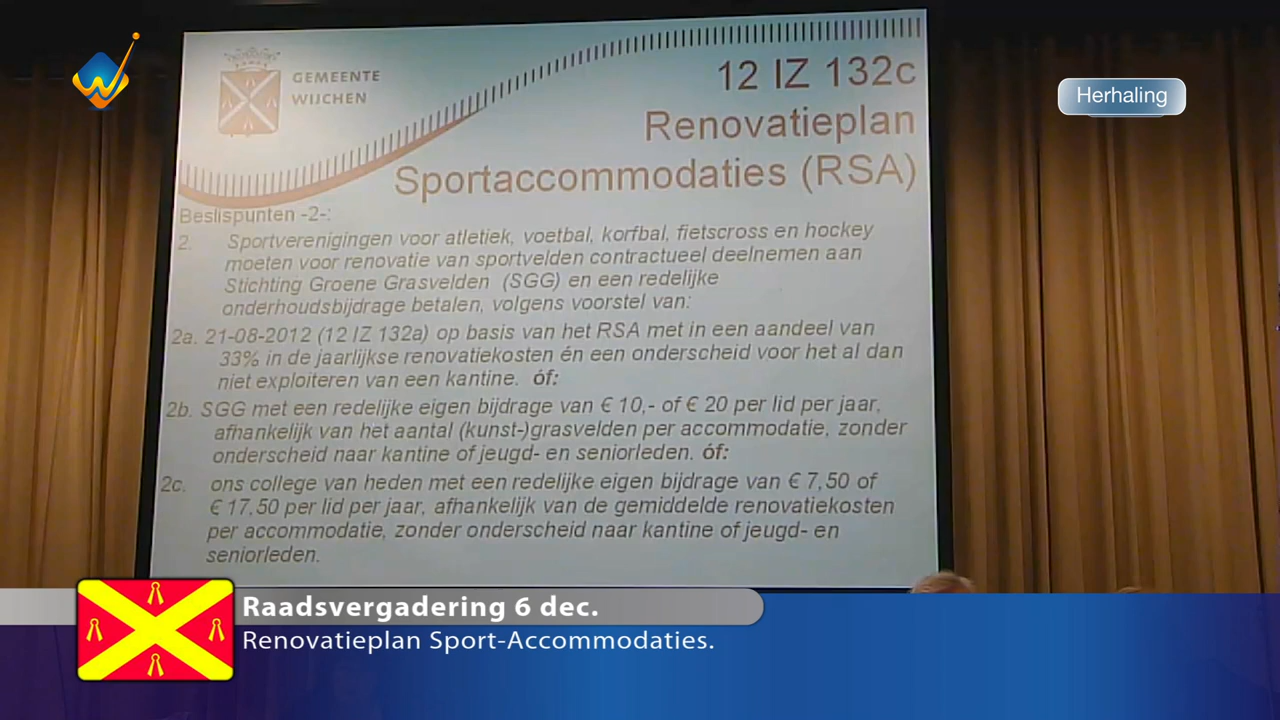 GEMEENTE
WIJCHEN
Herhaling
12 IZ 132c
Renovatieplan
Sportaccommodaties (RSA)
Beslispunten -2-:
2. Sportverenigingen voor atletiek, voetbal, korfbal, fietscross en hockey
moeten voor renovatie van sportvelden contractueel deelnemen aan
Stichting Groene Grasvelden (SGG) en een redelijke
onderhoudsbijdrage betalen, volgens voorstel van:
2a. 21-08-2012 (12 IZ 132a) op basis van het RSA met in een aandeel van
33% in de jaarlijkse renovatiekosten én een onderscheid voor het al dan
niet exploiteren van een kantine. óf:
2b. SGG met een redelijke eigen bijdrage van € 10,- of € 20 per lid per jaar,
afhankelijk van het aantal (kunst-)grasvelden per accommodatie, zonder
onderscheid naar kantine of jeugd- en seniorleden. óf:
2c. ons college van heden met een redelijke eigen bijdrage van € 7,50 of
€ 17,50 per lid per jaar, afhankelijk van de gemiddelde renovatiekosten
per accommodatie, zonder onderscheid naar kantine of jeugd- en
seniorleden.
Raadsvergadering 6 dec.
Renovatieplan Sport-Accommodaties.